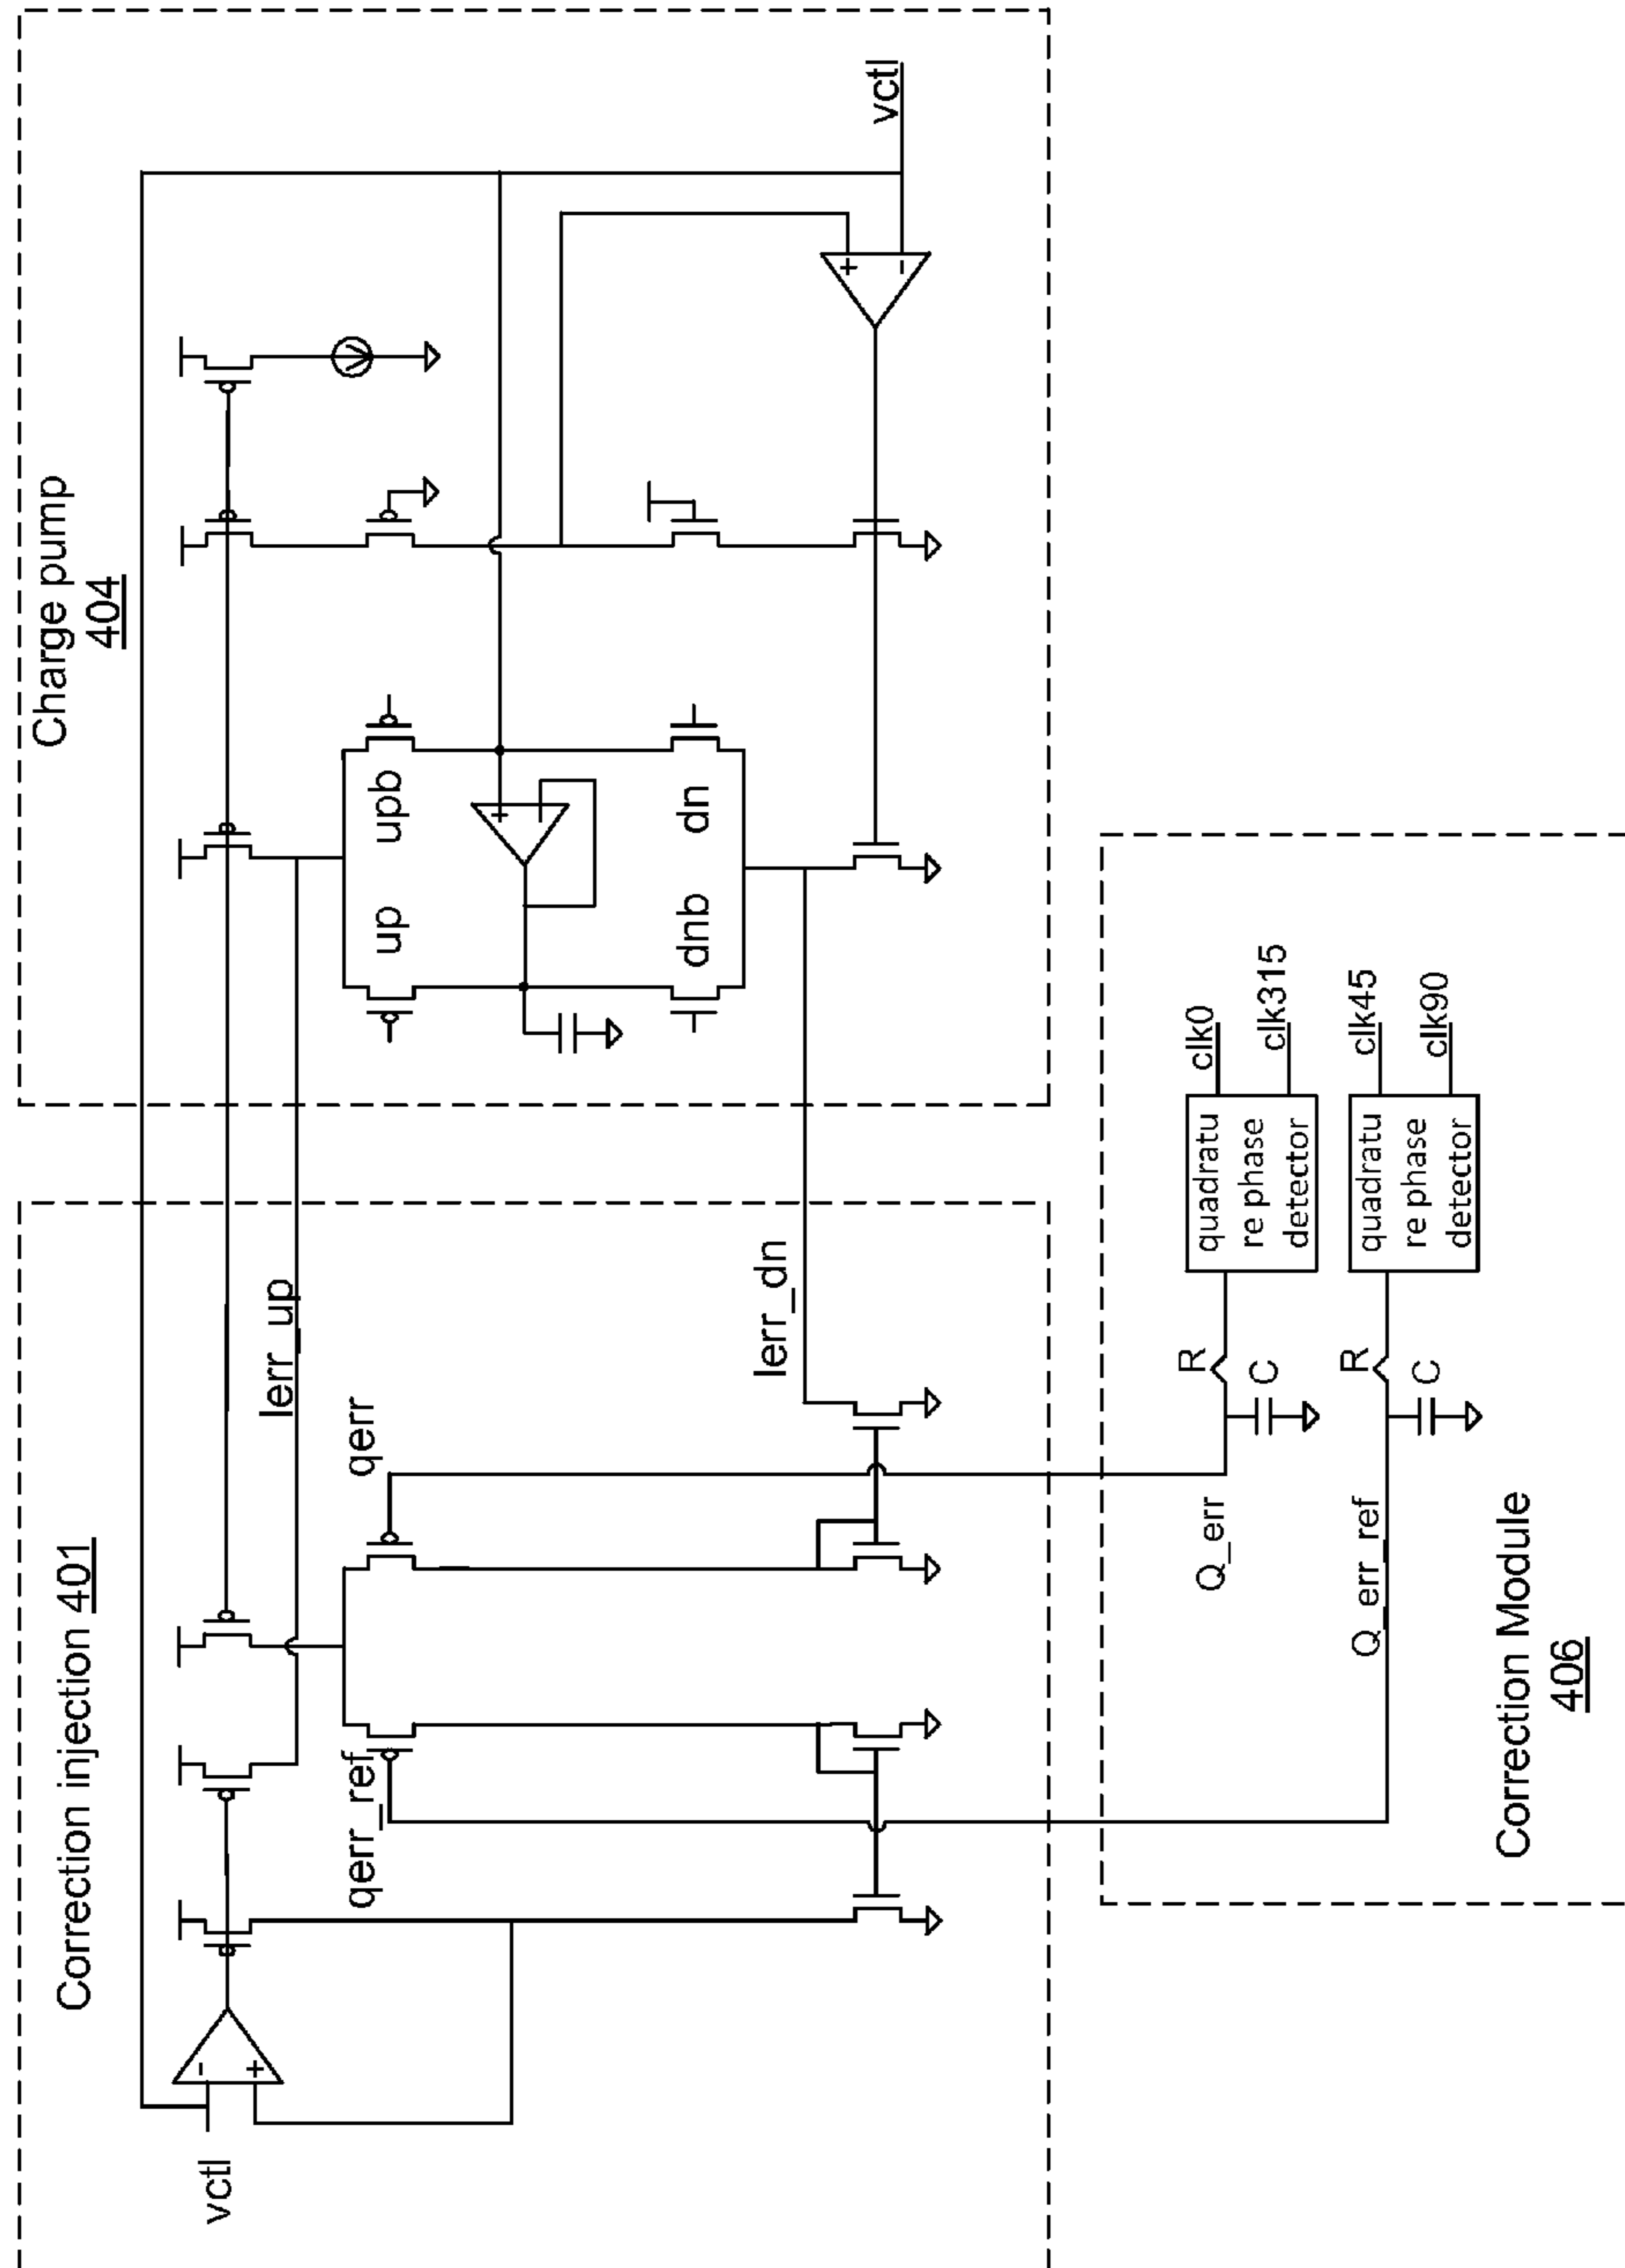 Correction injection 401
Charge pump
404
vctl
-
+
Ierr_up
qerr_ref
qerr
Ierr_dn
up
upb
+
dnb
dn
+
-
vctl
Q_err
R
C
quadratu
re phase
detector
clk0
clk315
Q_err_ref
R
C
quadratu
re phase
detector
clk45
clk90
Correction Module
406